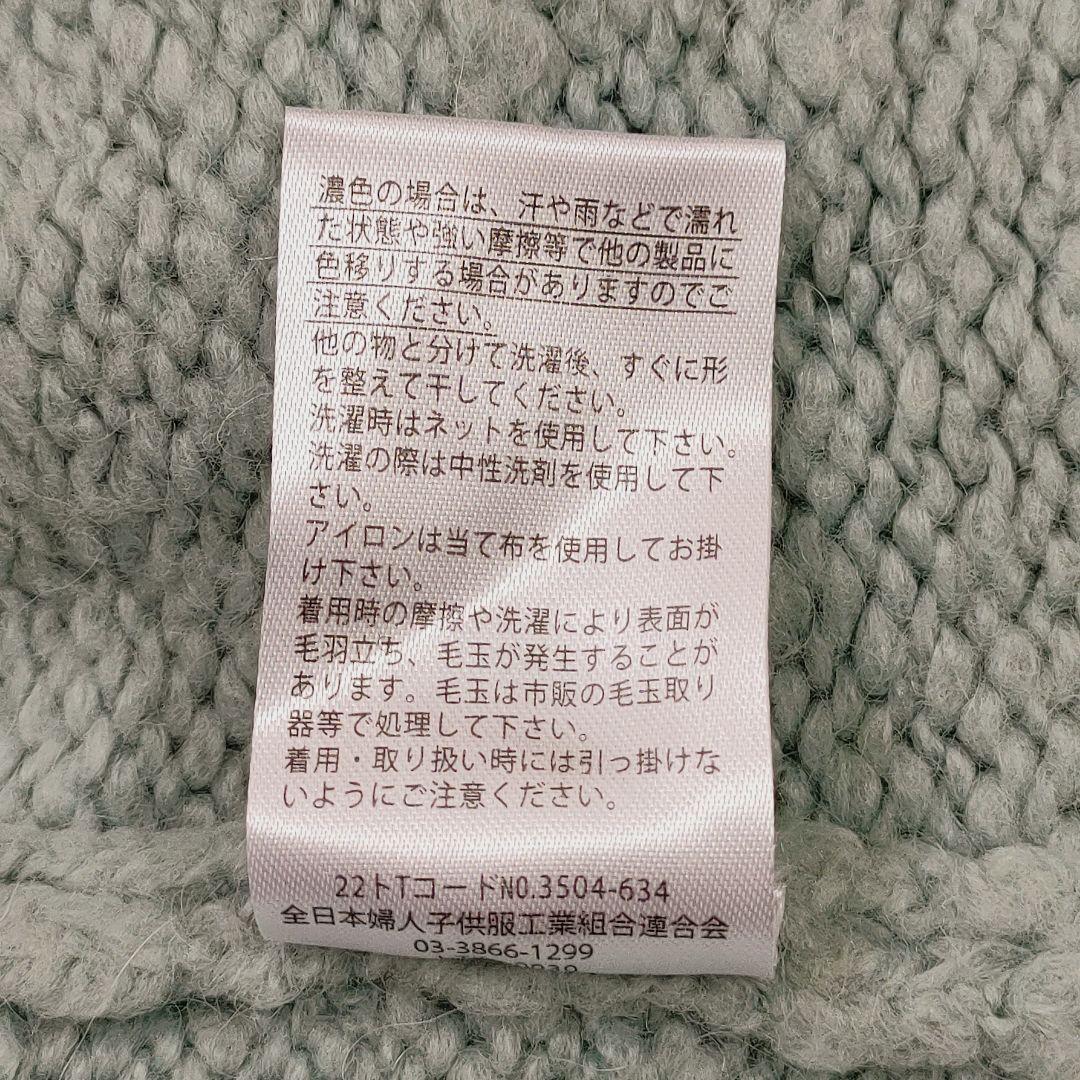 濃色の場合は、汗や雨などで濡れ
た状態や強い摩擦等で他の製品に
色移りする場合がありますのでご
注意ください。
他の物と分けて洗濯後、すぐに形
を整えて干してください。
洗濯時はネットを使用して下さい。
洗濯の際は中性洗剤を使用して下
さい。
アイロンは当て布を使用してお掛
け下さい。
着用時の摩擦や洗濯により表面が
毛羽立ち、毛玉が発生することが
あります。毛玉は市販の毛玉取り
器等で処理して下さい。
着用・取り扱い時には引っ掛けな
いようにご注意ください。
22トTコードNO.3504-634
全日本婦人子供服工業組合連合会
03-3866-1299